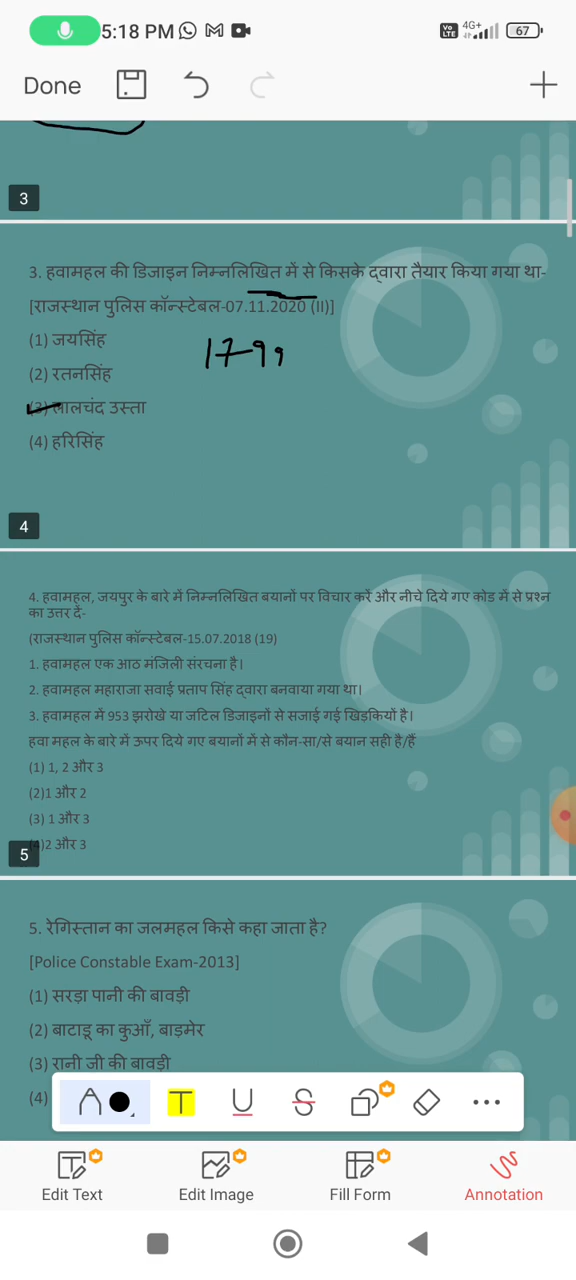 5:18 PM
Vo LTE 4G+ 67
Done
3
3. हवामहल की डिजाइन निम्नलिखित में से किसके द्वारा तैयार किया गया था-
[राजस्थान पुलिस कॉन्स्टेबल-07.11.2020 (II)]
(1) जयसिंह
1799
(2) रतनसिंह
(3) लालचंद उस्ता
(4) हरिसिंह
4
4. हवामहल, जयपुर के बारे में निम्नलिखित बयानों पर विचार करें और नीचे दिये गए कोड में से प्रश्न
का उत्तर दें-
(राजस्थान पुलिस कॉन्स्टेबल-15.07.2018 (19)
1. हवामहल एक आठ मंजिली संरचना है।
2. हवामहल महाराजा सवाई प्रताप सिंह द्वारा बनवाया गया था।
3. हवामहल में 953 झरोखे या जटिल डिजाइनों से सजाई गई खिड़कियों है।
हवा महल के बारे में ऊपर दिये गए बयानों में से कौन-सा/से बयान सही है/हैं
(1) 1, 2 और 3
(2)1 और 2
(3) 1 और 3
(4)2 और 3
5
5. रेगिस्तान का जलमहल किसे कहा जाता है?
[Police Constable Exam-2013]
(1) सरड़ा पानी की बावड़ी
(2) बाटाडू का कुआँ, बाड़मेर
(3) रानी जी की बावड़ी
(4)
Edit Text
Edit Image
Fill Form
Annotation